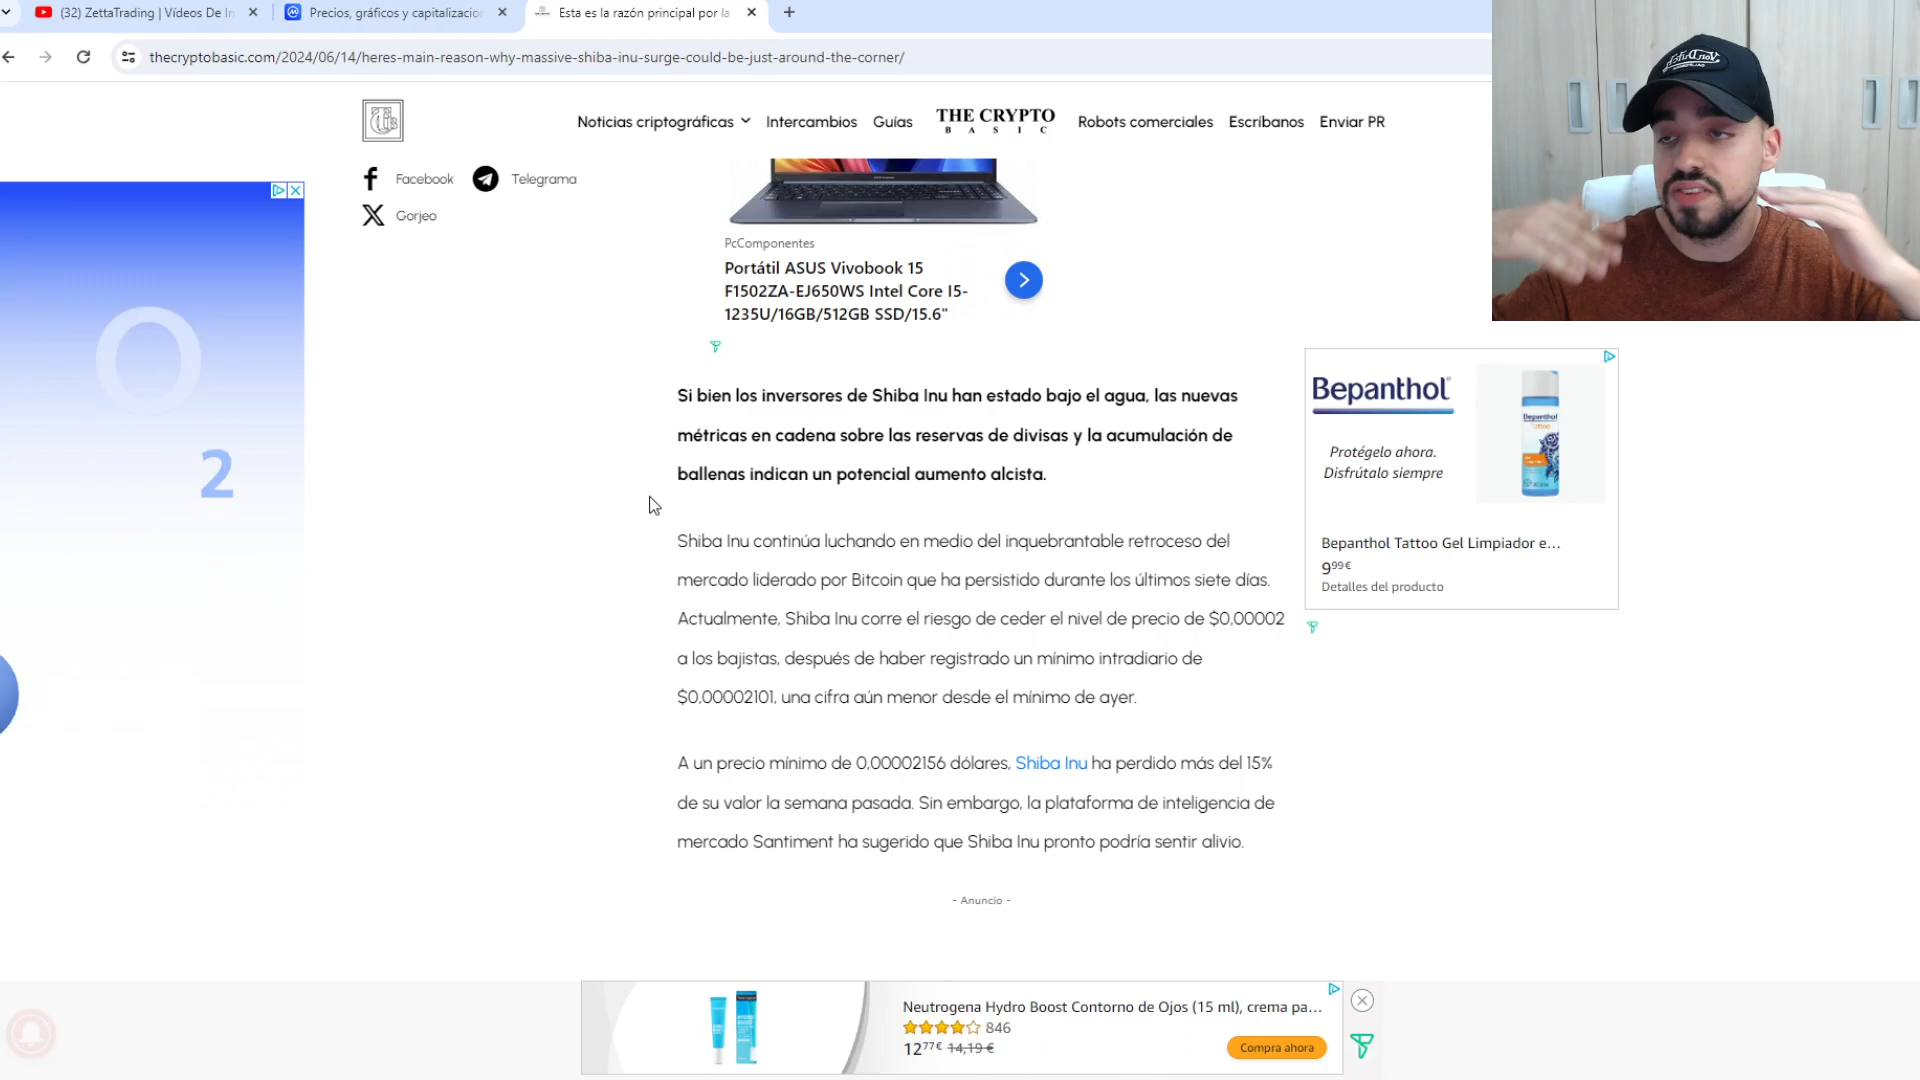 (32) ZettaTrading | Vídeos De In
Precios, gráficos y capitalizacion
Esta es la razón principal por la
thecryptobasic.com/2024/06/14/heres-main-reason-why-massive-shiba-inu-surge-could-be-just-around-the-corner/
Noticias criptográficas
Intercambios
Guías
THE CRYPTO
BASIC
Robots comerciales
Escríbanos
Enviar PR
Facebook
Telegrama
Gorjeo
PcComponentes
Portátil ASUS Vivobook 15
F1502ZA-EJ650WS Intel Core I5-
1235U/16GB/512GB SSD/15.6"
O
2
Si bien los inversores de Shiba Inu han estado bajo el agua, las nuevas
métricas en cadena sobre las reservas de divisas y la acumulación de
ballenas indican un potencial aumento alcista.
Shiba Inu continúa luchando en medio del inquebrantable retroceso del
mercado liderado por Bitcoin que ha persistido durante los últimos siete días.
Actualmente, Shiba Inu corre el riesgo de ceder el nivel de precio de $0,00002
a los bajistas, después de haber registrado un mínimo intradiario de
$0,00002101, una cifra aún menor desde el mínimo de ayer.
A un precio mínimo de 0,00002156 dólares, Shiba Inu ha perdido más del 15%
de su valor la semana pasada. Sin embargo, la plataforma de inteligencia de
mercado Santiment ha sugerido que Shiba Inu pronto podría sentir alivio.
- Anuncio -
Bepanthol
Protégelo ahora.
Disfrútalo siempre
Bepanthol
Tattoo
Bepanthol Tattoo Gel Limpiador e...
9⁹⁹€
Detalles del producto
Neutrogena Hydro Boost Contorno de Ojos (15 ml), crema pa...
846
12⁷⁷€ 14,19 €
Compra ahora